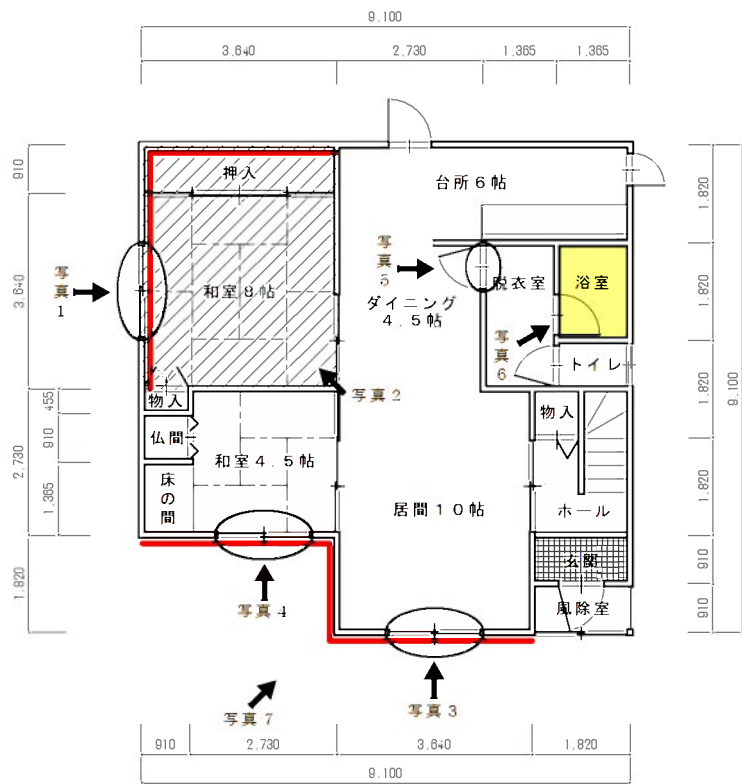 9,100
3,640
2,730
1,365
1,365
910
3,640
455
910
2,730
1,365
1,820
1,820
1,820
1,820
1,820
910
910
9,100
押入
台所6帖
和室8帖
写真1
写真5
ダイニング
4.5帖
脱衣室
浴室
写真6
トイレ
写真2
物入
物入
仏間
和室4.5帖
床の間
居間10帖
ホール
玄関
風除室
写真4
写真3
写真7
910
2,730
3,640
1,820
9,100